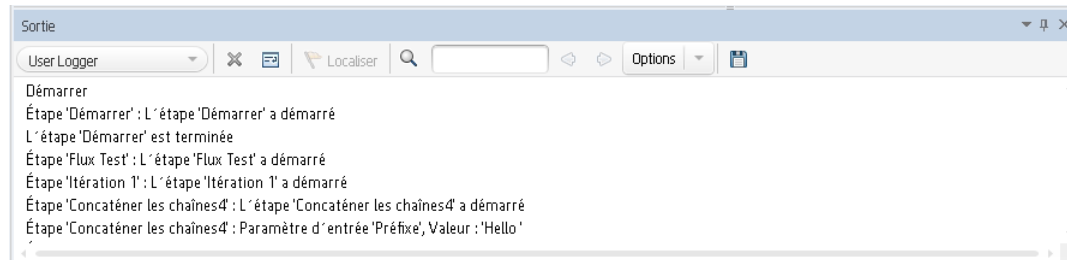 Sortie
User Logger
Localiser
Options
Démarrer
Étape 'Démarrer' : L´étape 'Démarrer' a démarré
L´étape 'Démarrer' est terminée
Étape 'Flux Test' : L´étape 'Flux Test' a démarré
Étape 'Itération 1' : L´étape 'Itération 1' a démarré
Étape 'Concaténer les chaînes4' : L´étape 'Concaténer les chaînes4' a démarré
Étape 'Concaténer les chaînes4' : Paramètre d´entrée 'Préfixe', Valeur : 'Hello '